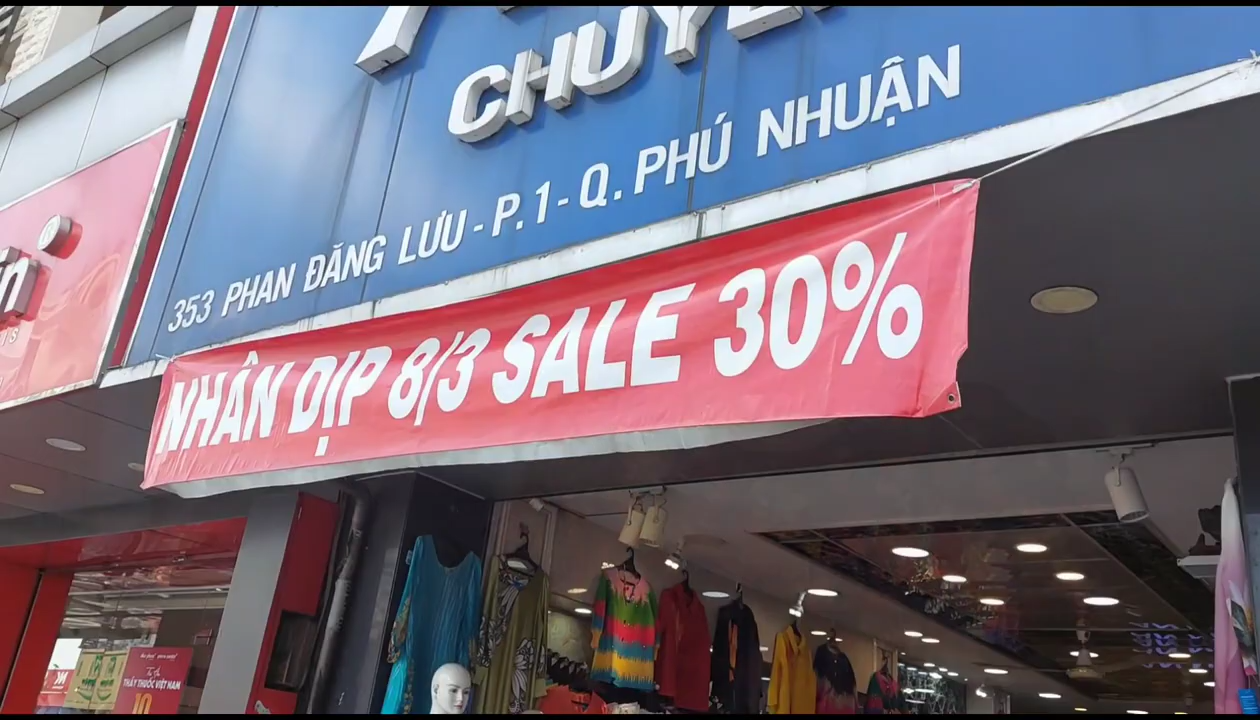 CHUYÊ
353 PHAN ĐĂNG LƯU - P.1 - Q. PHÚ NHUẬN
NHÂN DỊP 8/3 SALE 30%
THẦY THUỐC VIỆT NAM